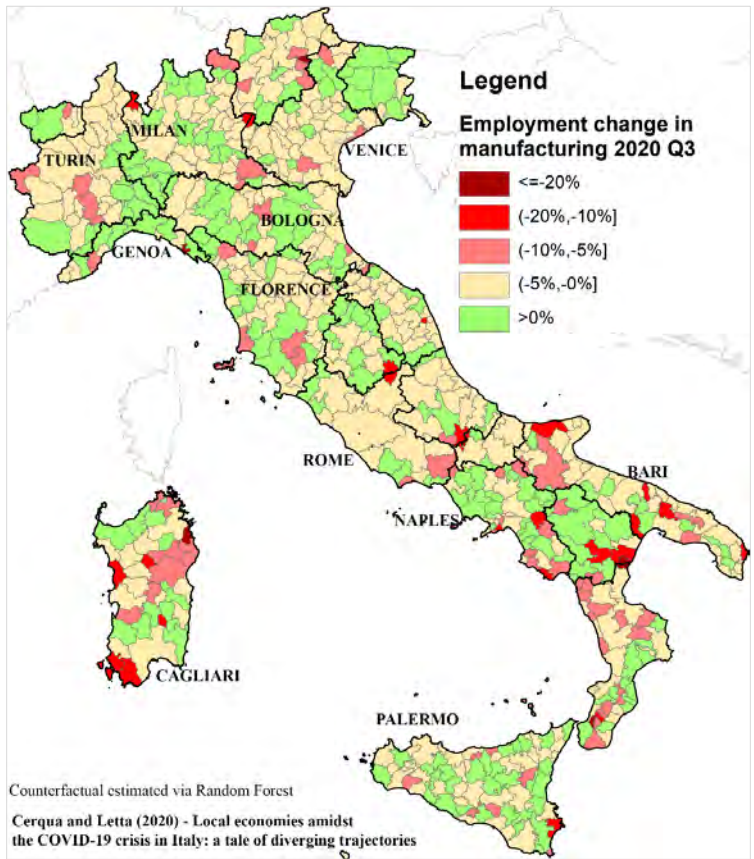 Legend
Employment change in
manufacturing 2020 Q3
<=-20%
(-20%,-10%]
(-10%,-5%]
(-5%,-0%]
>0%
MILAN
TURIN
VENICE
BOLOGNA
GENOA
FLORENCE
ROME
BARI
NAPLES
CAGLIARI
PALERMO
Counterfactual estimated via Random Forest
Cerqua and Letta (2020) - Local economies amidst
the COVID-19 crisis in Italy: a tale of diverging trajectories